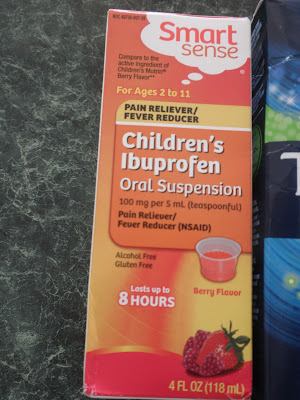 Smart
sense
Compare to the
active ingredient of
Children's Motrin®
Berry Flavor**
For Ages 2 to 11
PAIN RELIEVER/
FEVER REDUCER
Children's
Ibuprofen
Oral Suspension
100 mg per 5 mL (teaspoonful)
Pain Reliever/
Fever Reducer (NSAID)
Alcohol Free
Gluten Free
Lasts up to
8 HOURS
Berry Flavor
4 FL OZ (118 mL)
T